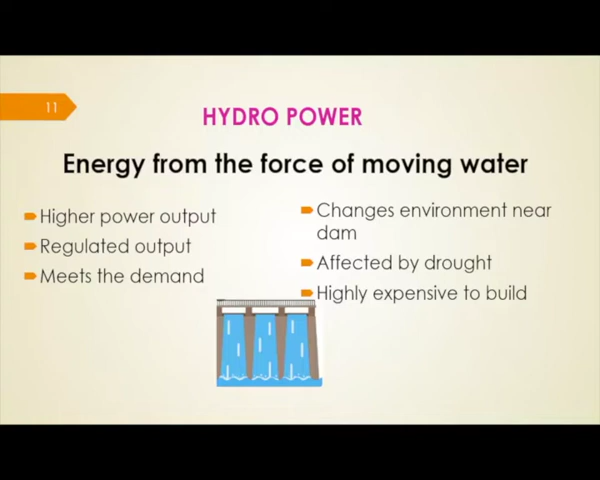 11
HYDRO POWER
Energy from the force of moving water
Higher power output
Regulated output
Meets the demand
Changes environment near
dam
Affected by drought
Highly expensive to build